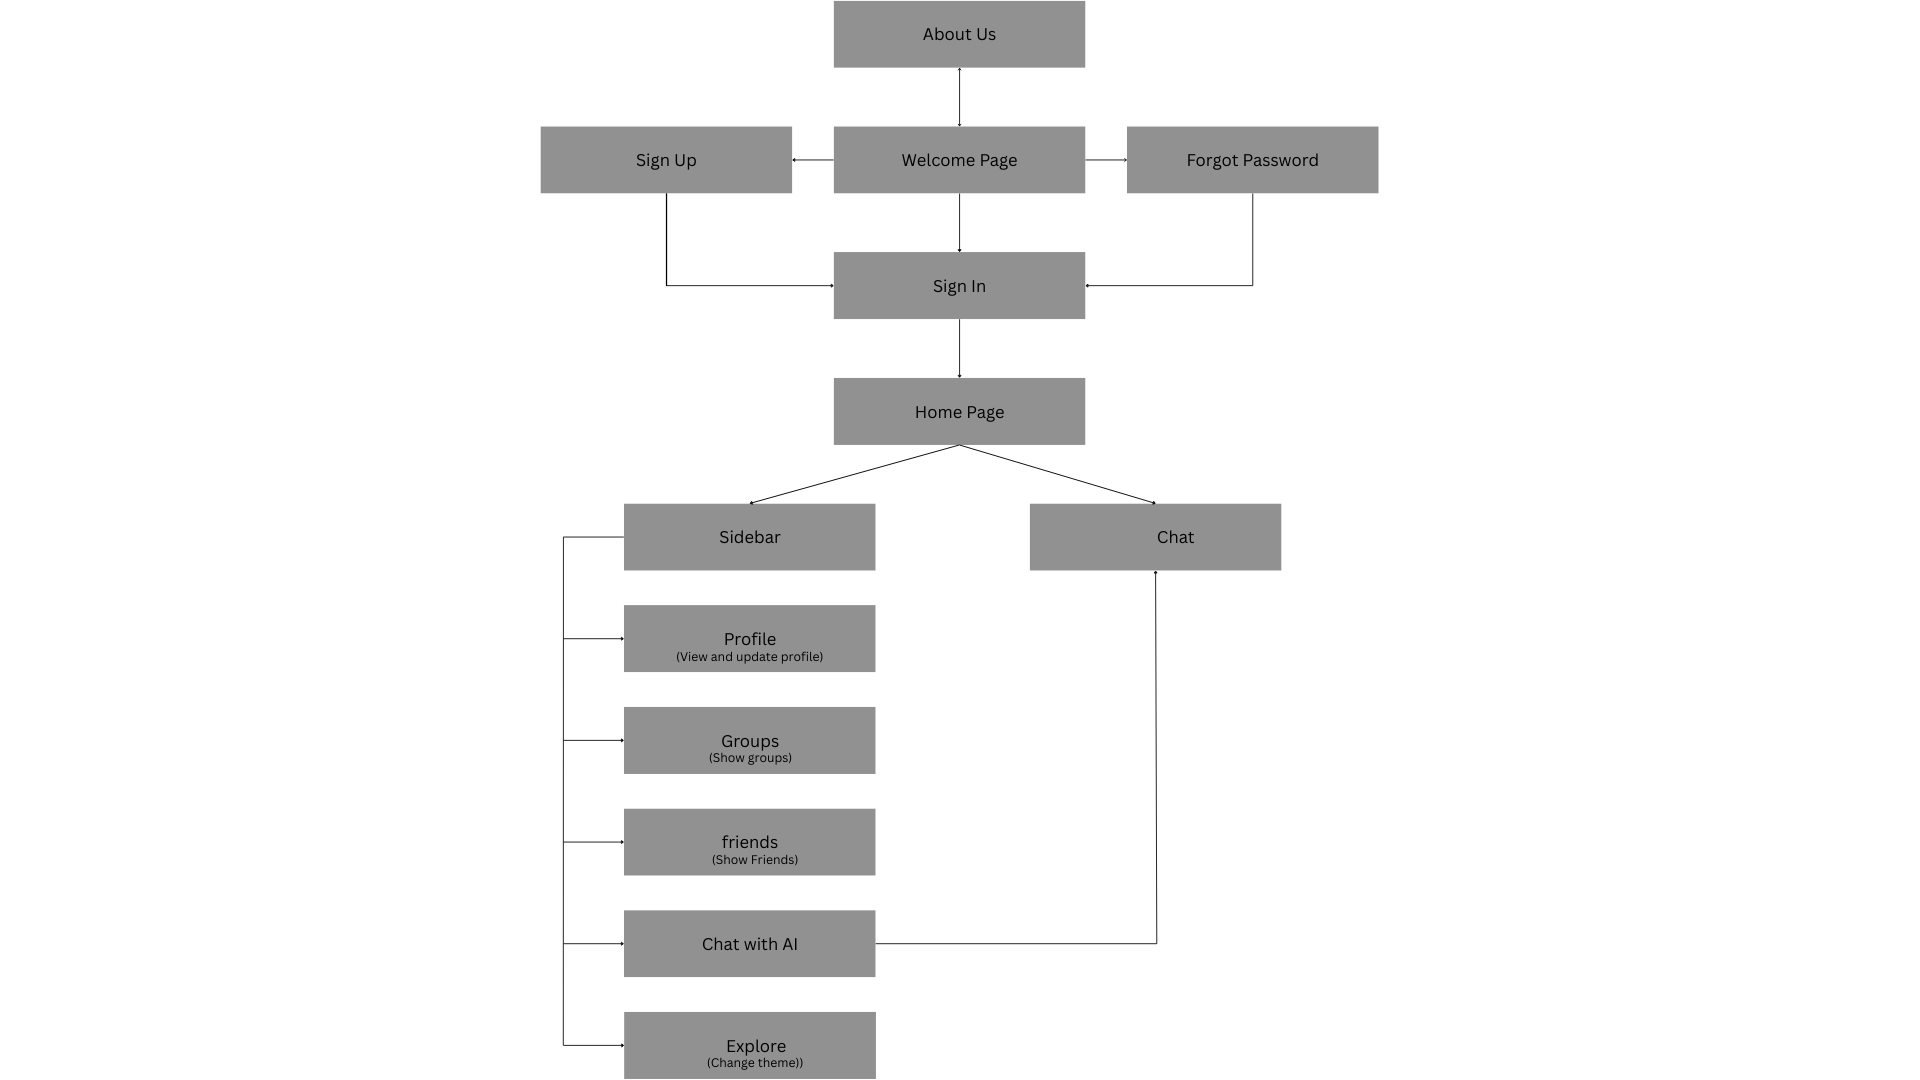 About Us
Sign Up
Welcome Page
Forgot Password
Sign In
Home Page
Sidebar
Chat
Profile
(View and update profile)
Groups
(Show groups)
friends
(Show Friends)
Chat with AI
Explore
(Change theme))